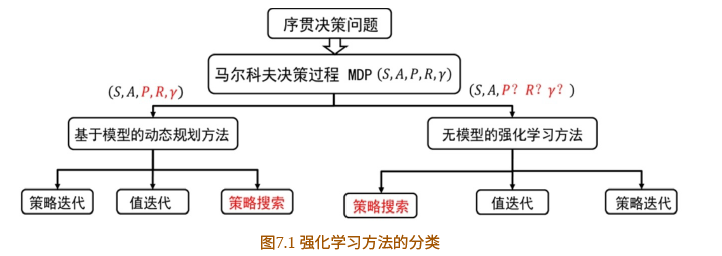 序贯决策问题
马尔科夫决策过程 MDP (S,A,P,R,γ)
(S,A,P,R,γ)
(S,A,P? R? γ? )
基于模型的动态规划方法
无模型的强化学习方法
策略迭代
值迭代
策略搜索
策略搜索
值迭代
策略迭代
图7.1 强化学习方法的分类